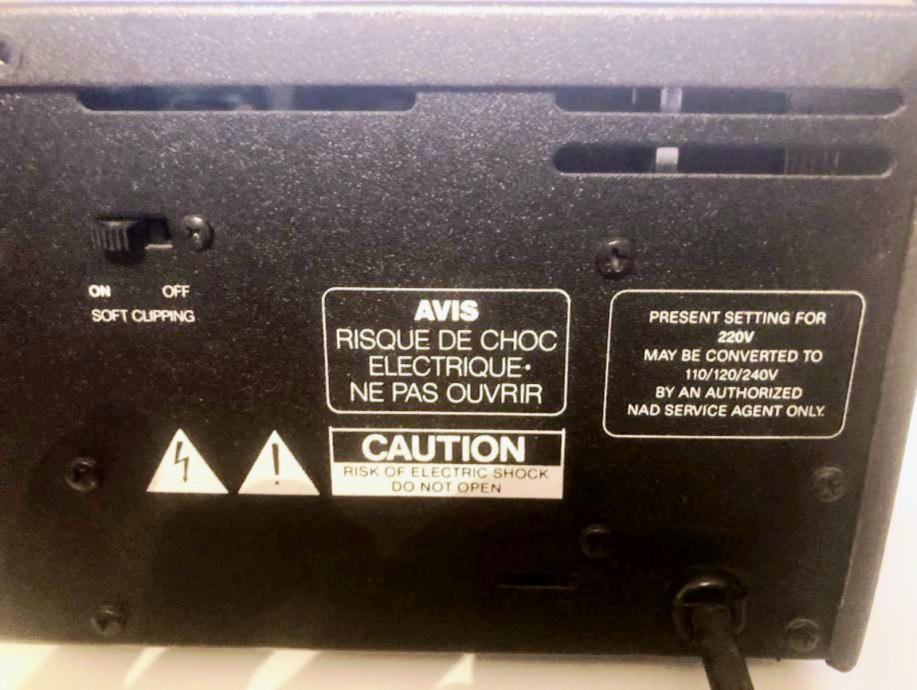 ON OFF
SOFT CLIPPING
AVIS
RISQUE DE CHOC
ELECTRIQUE·
NE PAS OUVRIR
PRESENT SETTING FOR
220V
MAY BE CONVERTED TO
110/120/240V
BY AN AUTHORIZED
NAD SERVICE AGENT ONLY.
CAUTION
RISK OF ELECTRIC SHOCK
DO NOT OPEN